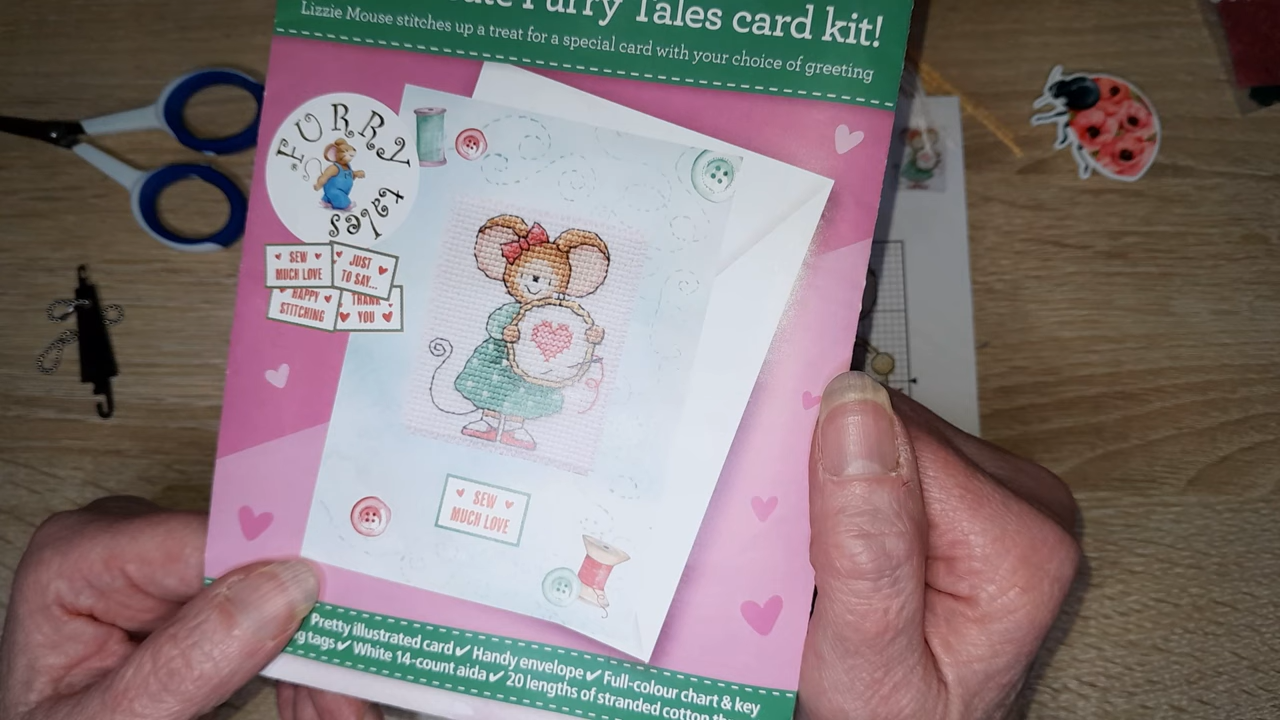 Furry Tales card kit!
Lizzie Mouse stitches up a treat for a special card with your choice of greeting
FURRY
tales
SEW
MUCH LOVE
JUST
TO SAY...
HAPPY
STITCHING
THANK
YOU
SEW
MUCH LOVE
Pretty illustrated card ✓ Handy envelope ✓ Full-colour chart & key
tags ✓ White 14-count aida ✓ 20 lengths of stranded cotton